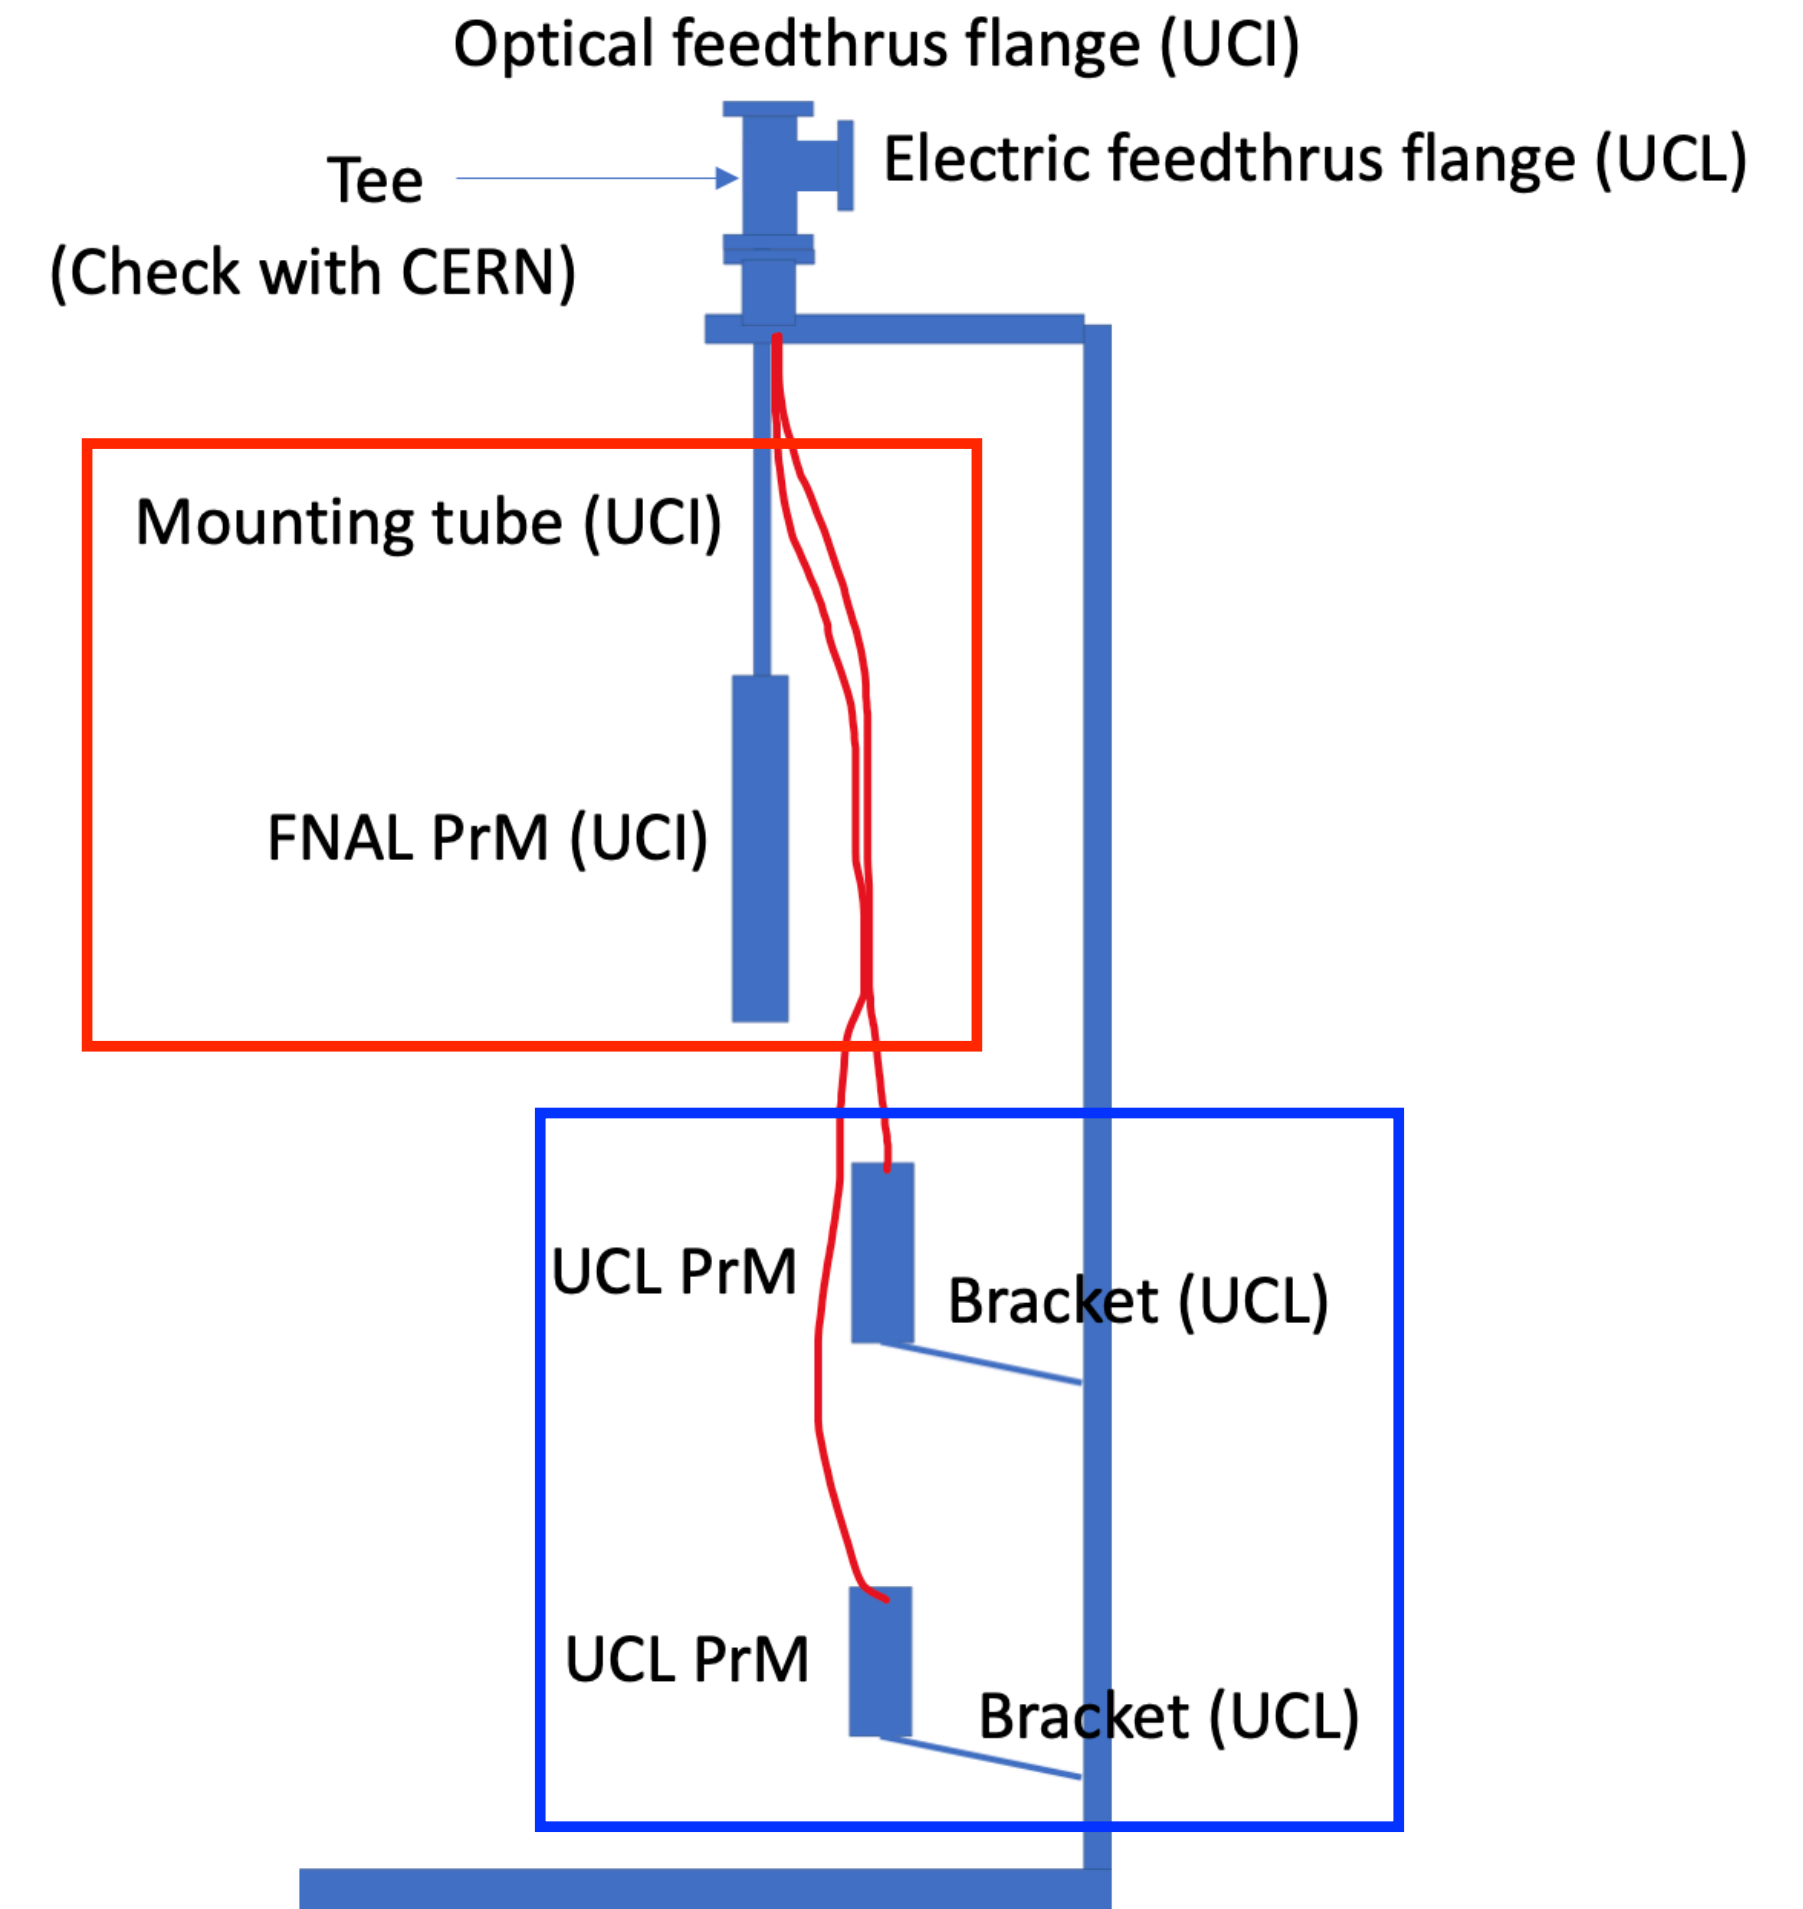 Optical feedthrus flange (UCI)
Electric feedthrus flange (UCL)
Tee
(Check with CERN)
Mounting tube (UCI)
FNAL PrM (UCI)
UCL PrM
Bracket (UCL)
UCL PrM
Bracket (UCL)